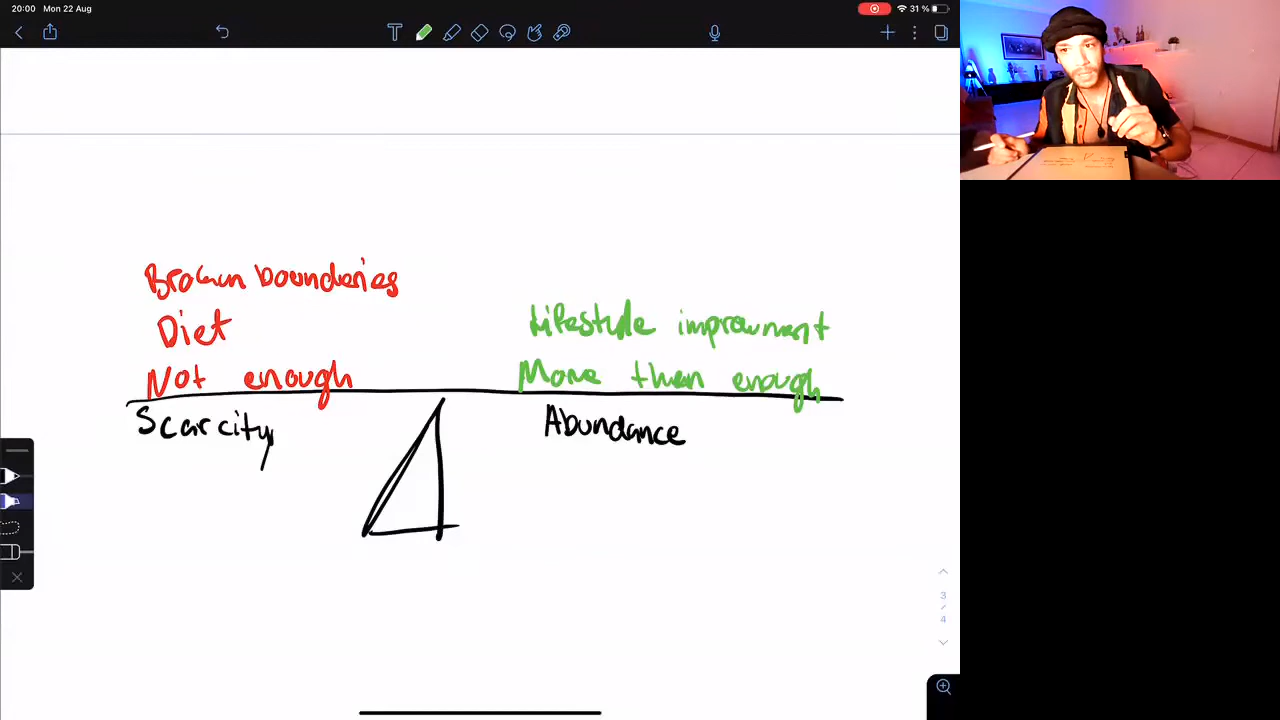 20:00 Mon 22 Aug
31 %
T
Broken boundaries
Diet
Lifestyle improvment
Not enough
More than enough
Scarcity
Abundance
3
/
4